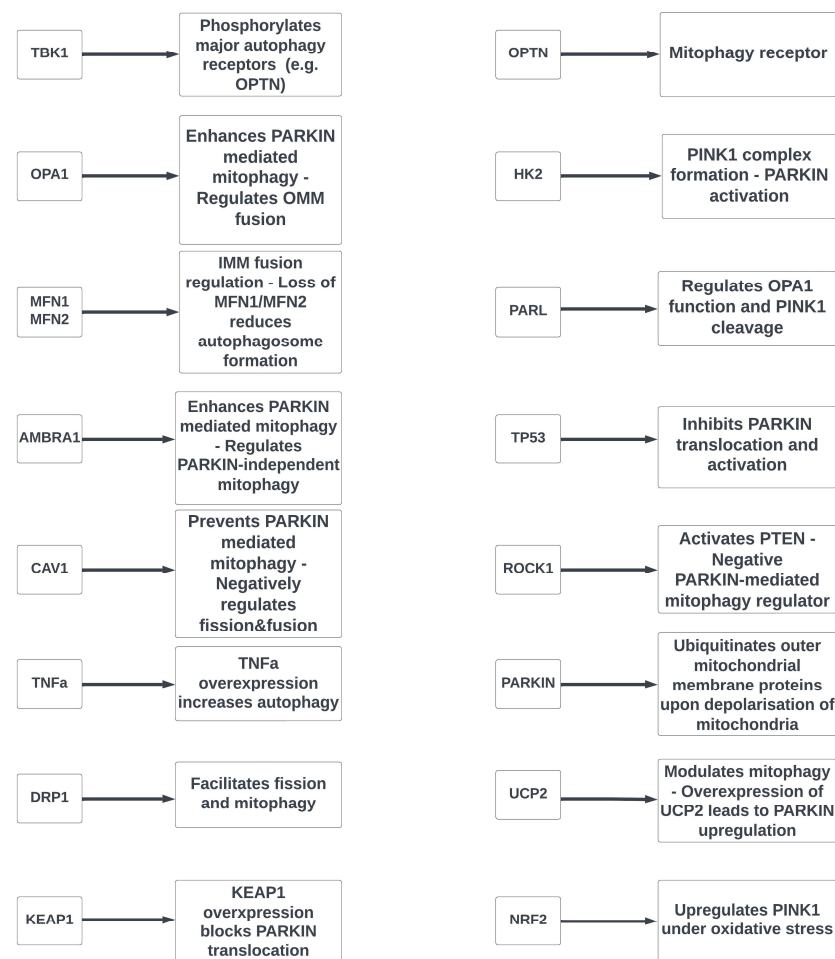 TBK1
Phosphorylates
major autophagy
receptors (e.g.
OPTN)
OPA1
Enhances PARKIN
mediated
mitophagy -
Regulates OMM
fusion
MFN1
MFN2
IMM fusion
regulation - Loss of
MFN1/MFN2
reduces
autophagosome
formation
AMBRA1
Enhances PARKIN
mediated mitophagy
- Regulates
PARKIN-independent
mitophagy
CAV1
Prevents PARKIN
mediated
mitophagy -
Negatively
regulates
fission&fusion
TNFa
TNFa
overexpression
increases autophagy
DRP1
Facilitates fission
and mitophagy
KEAP1
KEAP1
overxpression
blocks PARKIN
translocation
OPTN
Mitophagy receptor
HK2
PINK1 complex
formation - PARKIN
activation
PARL
Regulates OPA1
function and PINK1
cleavage
TP53
Inhibits PARKIN
translocation and
activation
ROCK1
Activates PTEN -
Negative
PARKIN-mediated
mitophagy regulator
PARKIN
Ubiquitinates outer
mitochondrial
membrane proteins
upon depolarisation of
mitochondria
UCP2
Modulates mitophagy
- Overexpression of
UCP2 leads to PARKIN
upregulation
NRF2
Upregulates PINK1
under oxidative stress